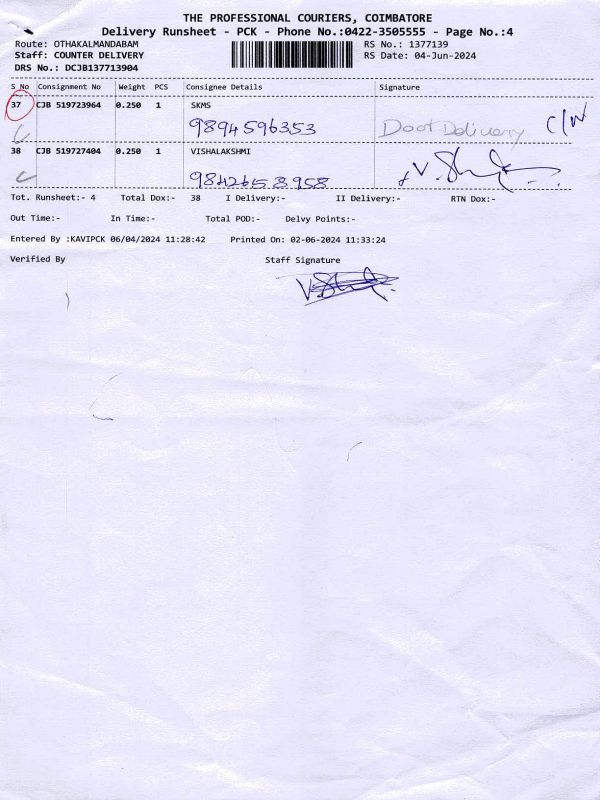 THE PROFESSIONAL COURIERS, COIMBATORE
Delivery Runsheet - PCK - Phone No.:0422-3505555 - Page No.:4
Route: OTHAKALMANDABAM RS No.: 1377139
Staff: COUNTER DELIVERY RS Date: 04-Jun-2024
DRS No.: DCJB137713904
S No Consignment No Weight PCS Consignee Details Signature
37 CJB 519723964 0.250 1 SKMS
9894596353 Door Delivery C/W
38 CJB 519727404 0.250 1 VISHALAKSHMI
9842658958
Tot. Runsheet:- 4 Total Dox:- 38 I Delivery:- II Delivery:- RTN Dox:-
Out Time:- In Time:- Total POD:- Delvy Points:-
Entered By :KAVIPCK 06/04/2024 11:28:42 Printed On: 02-06-2024 11:33:24
Verified By Staff Signature